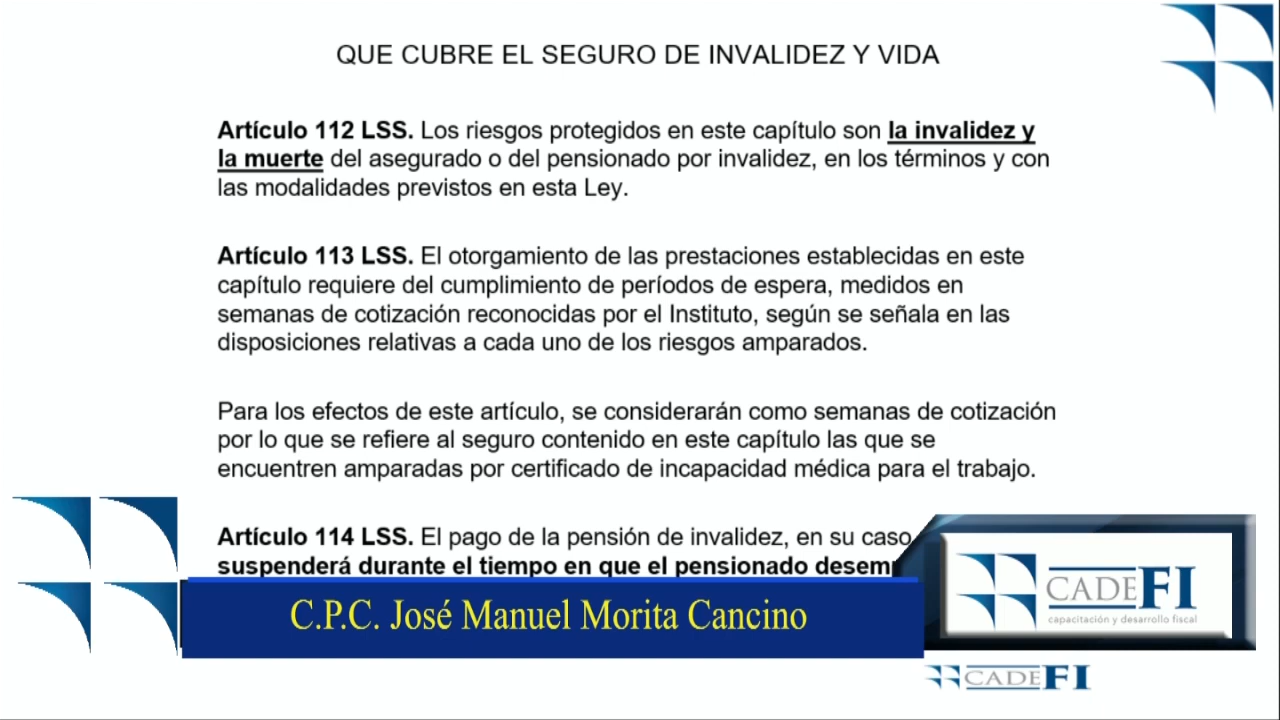 QUE CUBRE EL SEGURO DE INVALIDEZ Y VIDA
Artículo 112 LSS. Los riesgos protegidos en este capítulo son la invalidez y
la muerte del asegurado o del pensionado por invalidez, en los términos y con
las modalidades previstos en esta Ley.
Artículo 113 LSS. El otorgamiento de las prestaciones establecidas en este
capítulo requiere del cumplimiento de períodos de espera, medidos en
semanas de cotización reconocidas por el Instituto, según se señala en las
disposiciones relativas a cada uno de los riesgos amparados.
Para los efectos de este artículo, se considerarán como semanas de cotización
por lo que se refiere al seguro contenido en este capítulo las que se
encuentren amparadas por certificado de incapacidad médica para el trabajo.
Artículo 114 LSS. El pago de la pensión de invalidez, en su caso
suspenderá durante el tiempo en que el pensionado
C.P.C. José Manuel Morita Cancino
CADEFI
capacitación y desarrollo fiscal
CADEFI